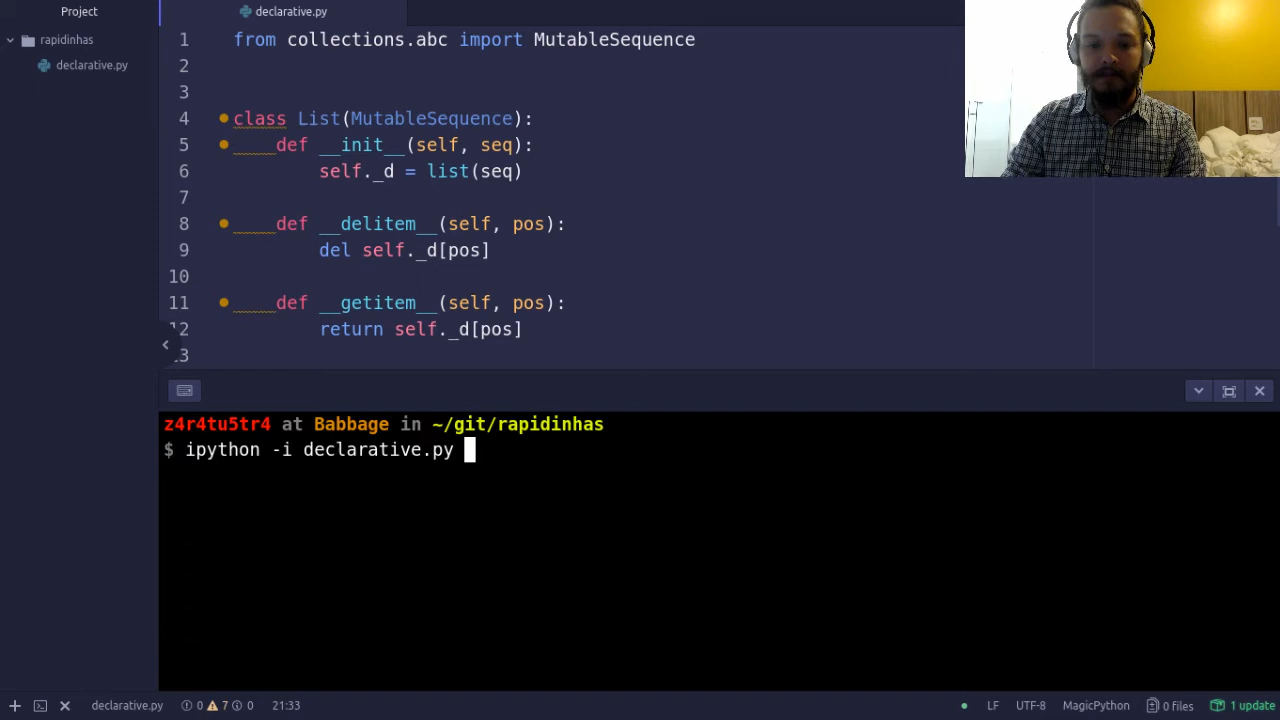 Project
rapidinhas
declarative.py
declarative.py
1 from collections.abc import MutableSequence
2
3
4 class List(MutableSequence):
5 def __init__(self, seq):
6 self._d = list(seq)
7
8 def __delitem__(self, pos):
9 del self._d[pos]
10
11 def __getitem__(self, pos):
12 return self._d[pos]
13
z4r4tu5tr4 at Babbage in ~/git/rapidinhas
$ ipython -i declarative.py
declarative.py 0 7 0 21:33 LF UTF-8 MagicPython 0 files 1 update